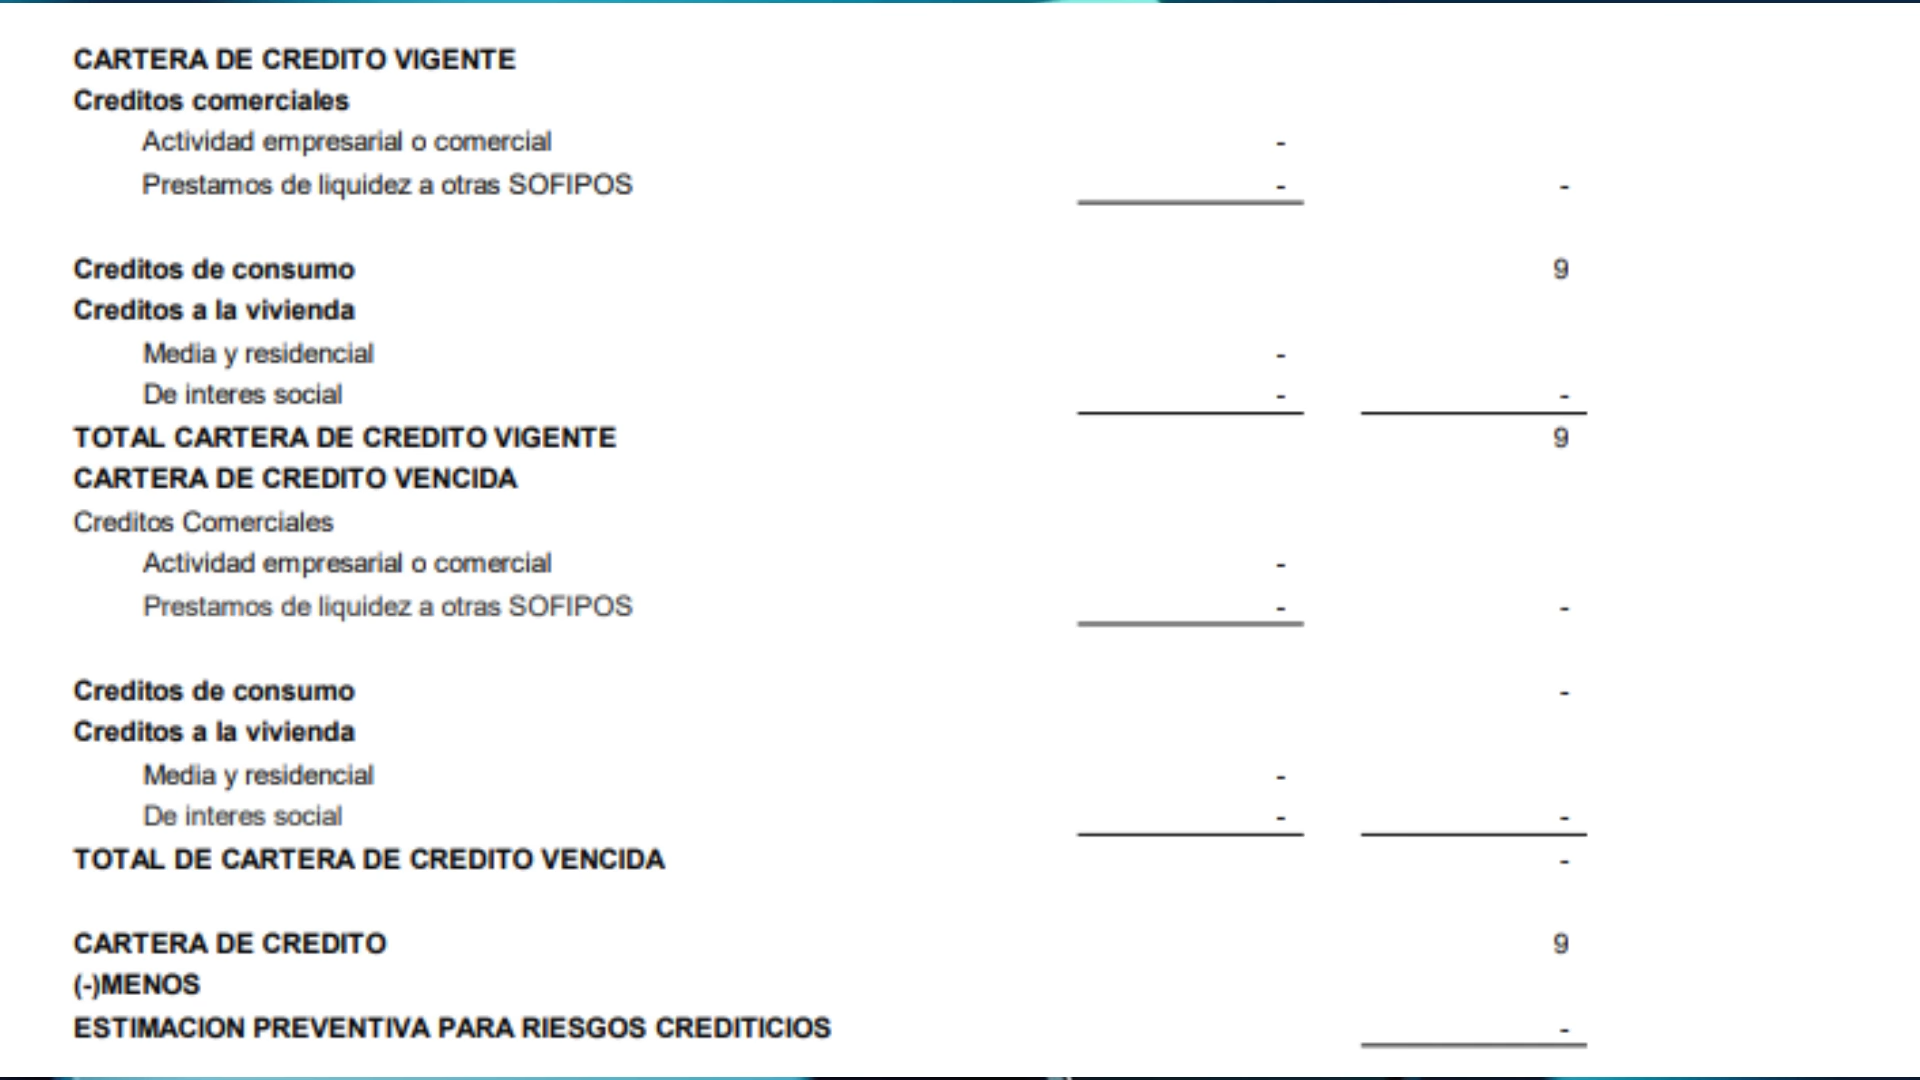 CARTERA DE CREDITO VIGENTE
Creditos comerciales
Actividad empresarial o comercial -
Prestamos de liquidez a otras SOFIPOS - -
Creditos de consumo 9
Creditos a la vivienda
Media y residencial -
De interes social - -
TOTAL CARTERA DE CREDITO VIGENTE 9
CARTERA DE CREDITO VENCIDA
Creditos Comerciales
Actividad empresarial o comercial -
Prestamos de liquidez a otras SOFIPOS - -
Creditos de consumo -
Creditos a la vivienda
Media y residencial -
De interes social - -
TOTAL DE CARTERA DE CREDITO VENCIDA -
CARTERA DE CREDITO 9
(-)MENOS
ESTIMACION PREVENTIVA PARA RIESGOS CREDITICIOS -